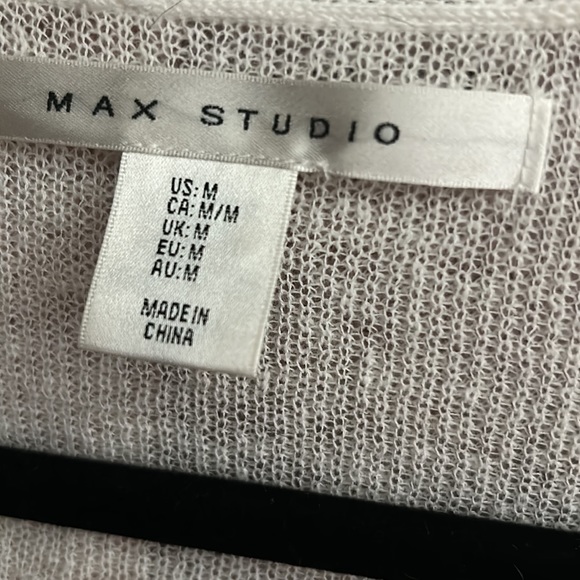 MAX STUDIO
US: M
CA: M/M
UK: M
EU: M
AU: M
MADE IN
CHINA